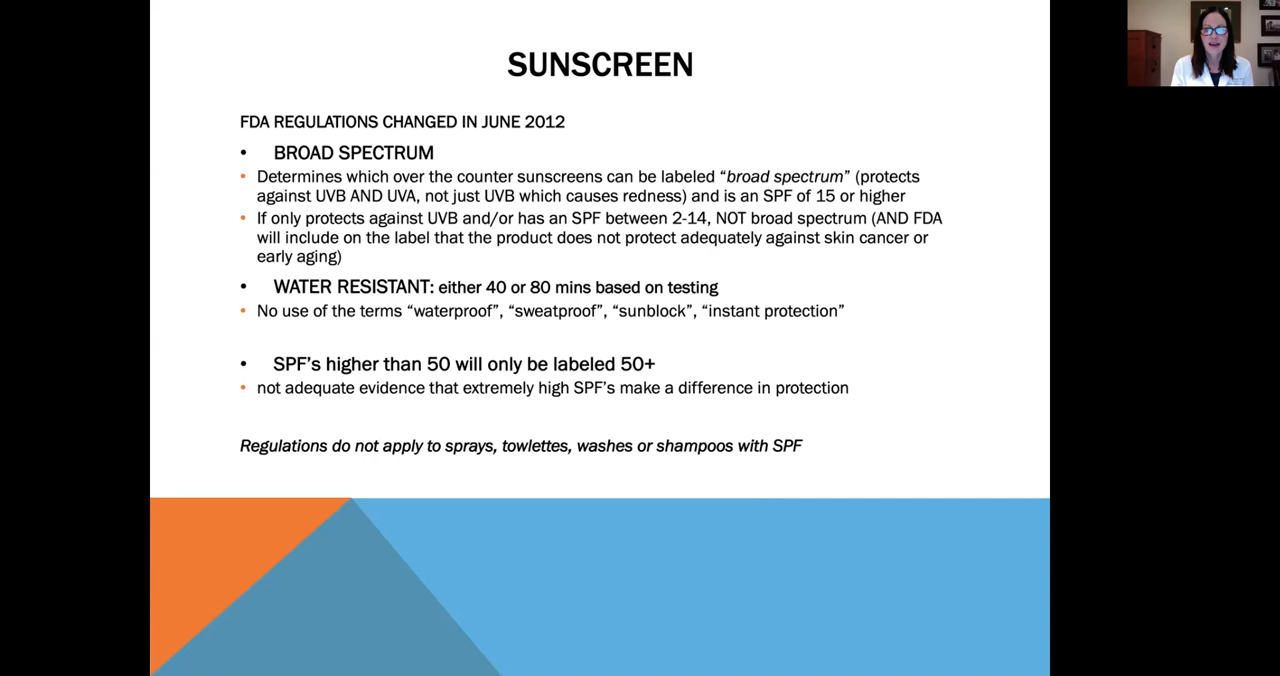 SUNSCREEN
FDA REGULATIONS CHANGED IN JUNE 2012
• BROAD SPECTRUM
• Determines which over the counter sunscreens can be labeled “broad spectrum” (protects
against UVB AND UVA, not just UVB which causes redness) and is an SPF of 15 or higher
• If only protects against UVB and/or has an SPF between 2-14, NOT broad spectrum (AND FDA
will include on the label that the product does not protect adequately against skin cancer or
early aging)
• WATER RESISTANT: either 40 or 80 mins based on testing
• No use of the terms “waterproof”, “sweatproof”, “sunblock”, “instant protection”
• SPF’s higher than 50 will only be labeled 50+
• not adequate evidence that extremely high SPF’s make a difference in protection
Regulations do not apply to sprays, towlettes, washes or shampoos with SPF